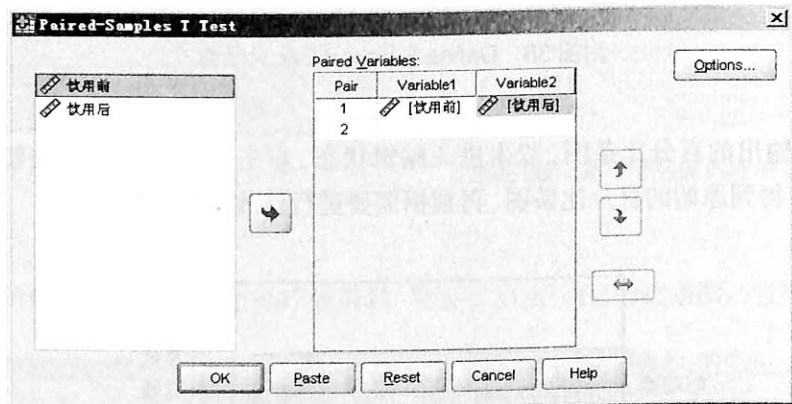 Paired-Samples T Test
Paired Variables:
Options...
饮用前
饮用后
Pair Variable1 Variable2
1 [饮用前] [饮用后]
2
OK Paste Reset Cancel Help